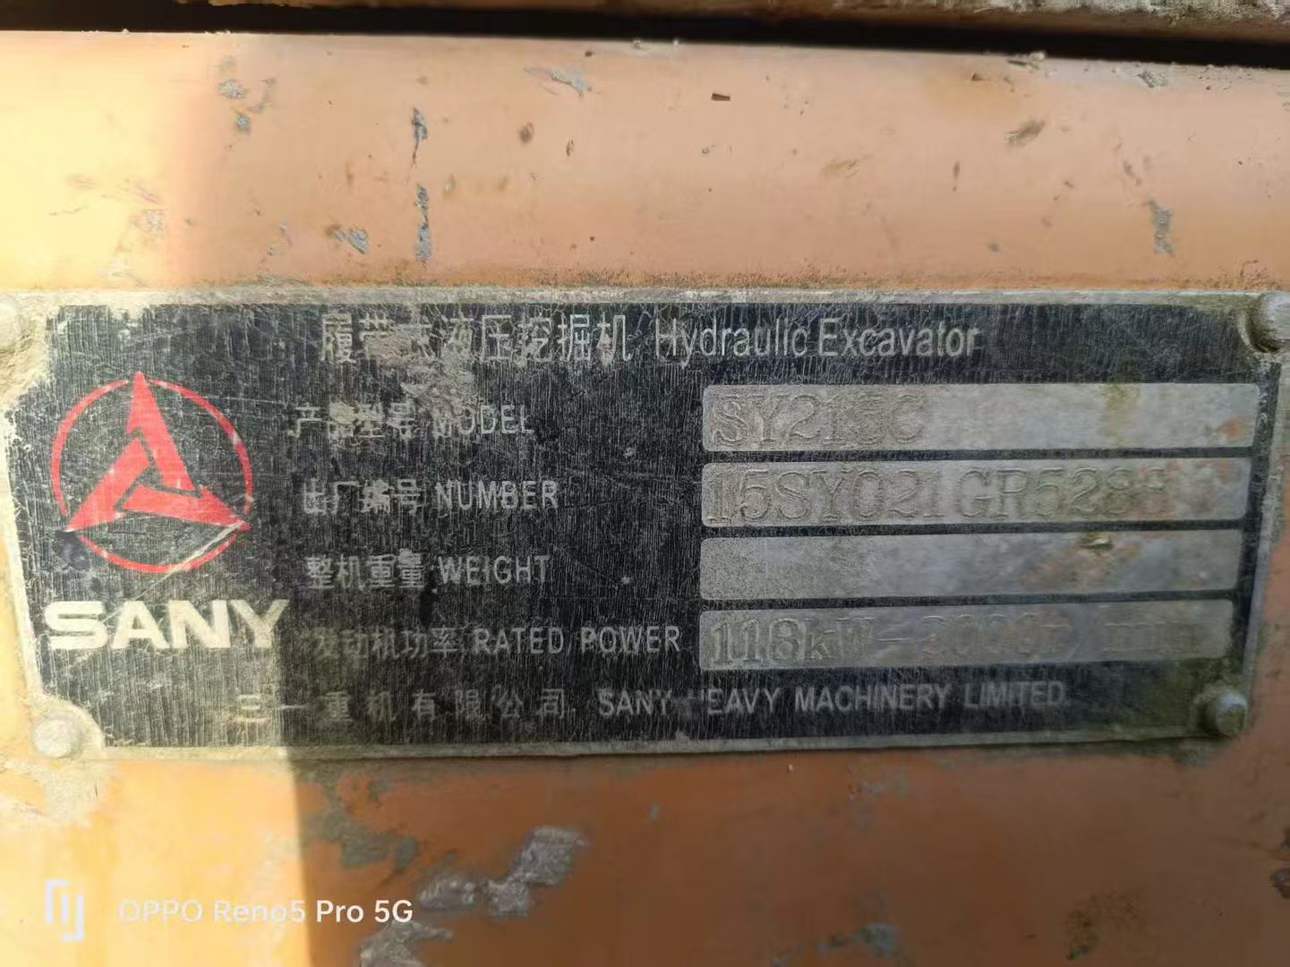 履带式液压挖掘机 Hydraulic Excavator
产品型号 MODEL SY215C
出厂编号 NUMBER
整机重量 WEIGHT
发动机功率 RATED POWER
SANY
三一重机有限公司 SANY HEAVY MACHINERY LIMITED.
OPPO Reno5 Pro 5G